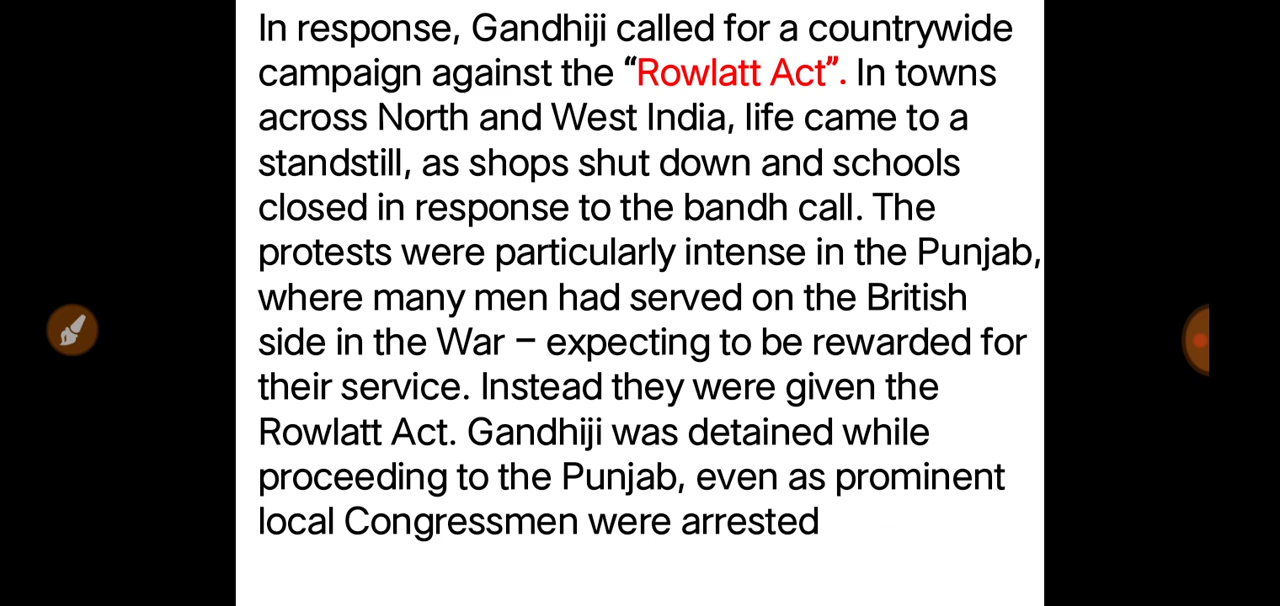 In response, Gandhiji called for a countrywide
campaign against the “Rowlatt Act”. In towns
across North and West India, life came to a
standstill, as shops shut down and schools
closed in response to the bandh call. The
protests were particularly intense in the Punjab,
where many men had served on the British
side in the War – expecting to be rewarded for
their service. Instead they were given the
Rowlatt Act. Gandhiji was detained while
proceeding to the Punjab, even as prominent
local Congressmen were arrested